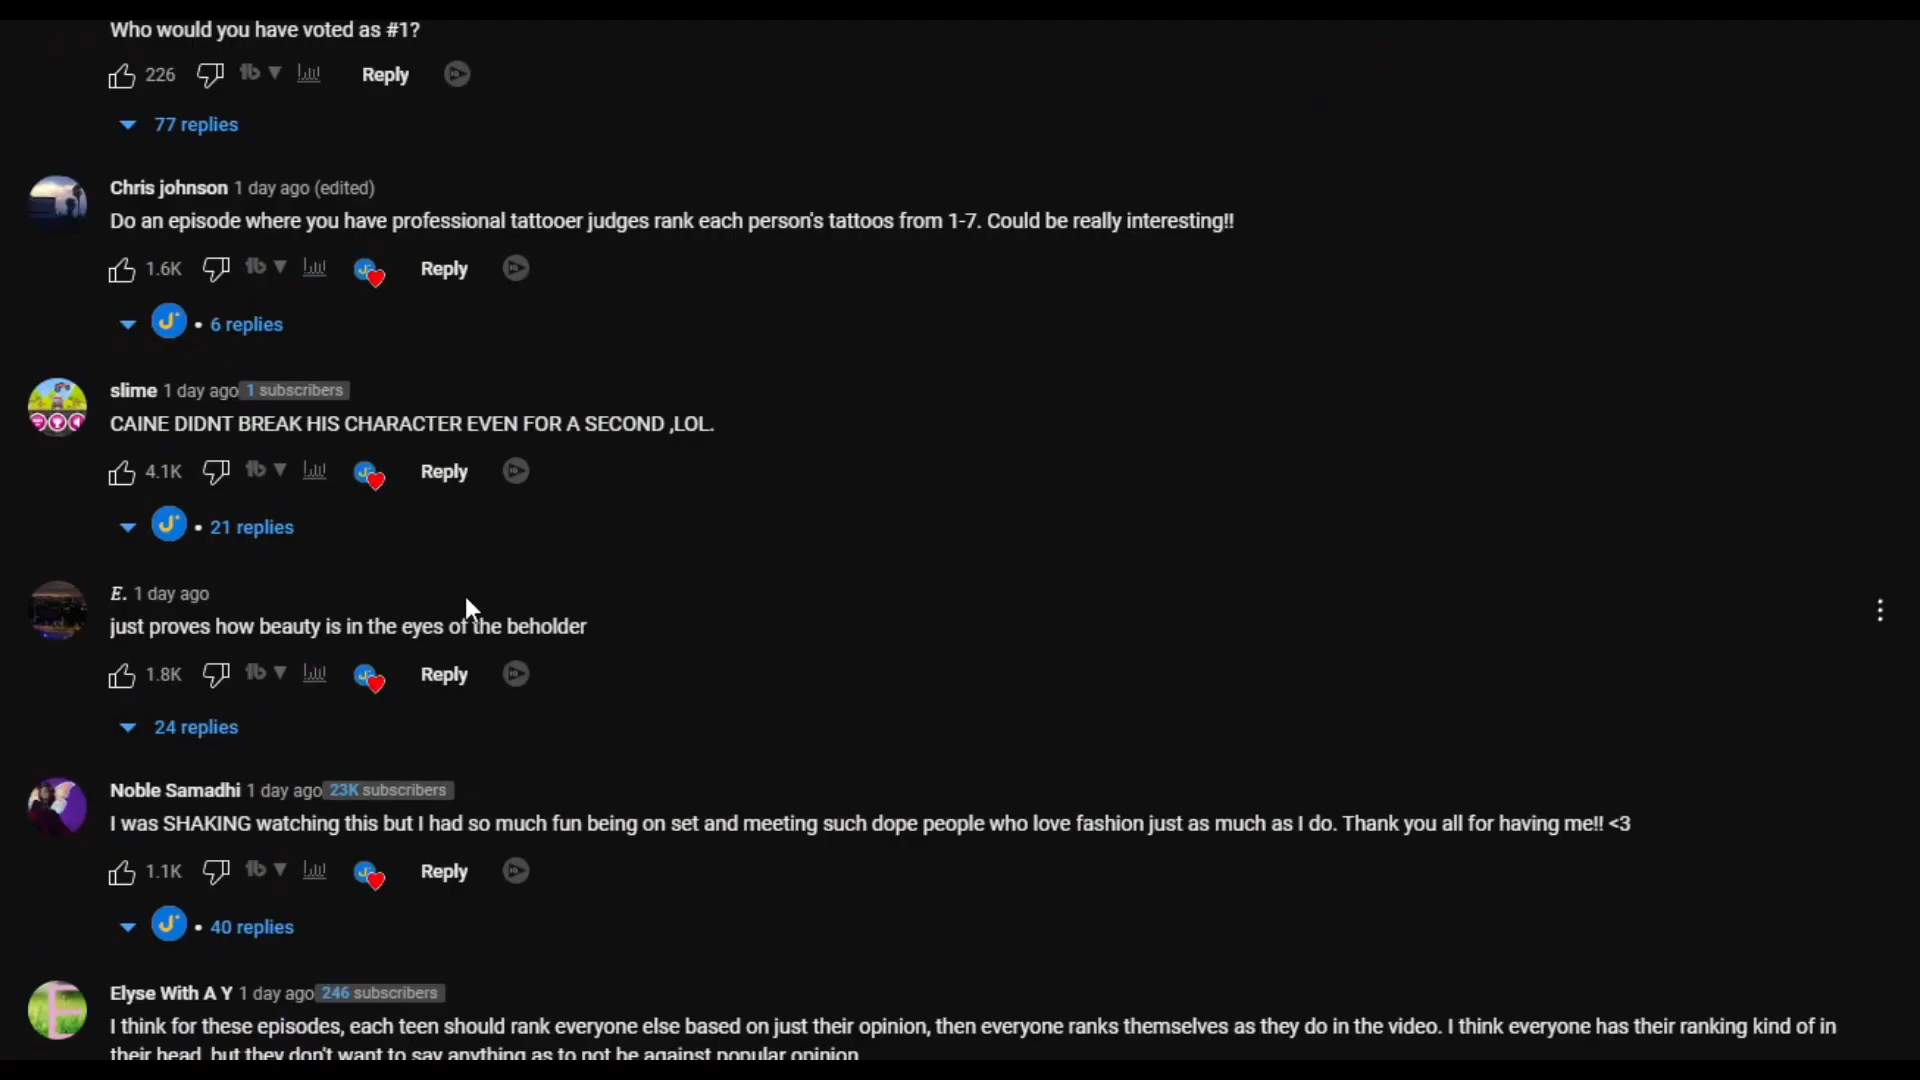 Who would you have voted as #1?
226 Reply
77 replies
Chris johnson 1 day ago (edited)
Do an episode where you have professional tattooer judges rank each person's tattoos from 1-7. Could be really interesting!!
1.6K Reply
6 replies
slime 1 day ago 1 subscribers
CAINE DIDNT BREAK HIS CHARACTER EVEN FOR A SECOND ,LOL.
4.1K Reply
21 replies
E. 1 day ago
just proves how beauty is in the eyes of the beholder
1.8K Reply
24 replies
Noble Samadhi 1 day ago 23K subscribers
I was SHAKING watching this but I had so much fun being on set and meeting such dope people who love fashion just as much as I do. Thank you all for having me!! <3
1.1K Reply
40 replies
Elyse With A Y 1 day ago 246 subscribers
I think for these episodes, each teen should rank everyone else based on just their opinion, then everyone ranks themselves as they do in the video. I think everyone has their ranking kind of in
their head, but they don't want to say anything as to not be against popular opinion